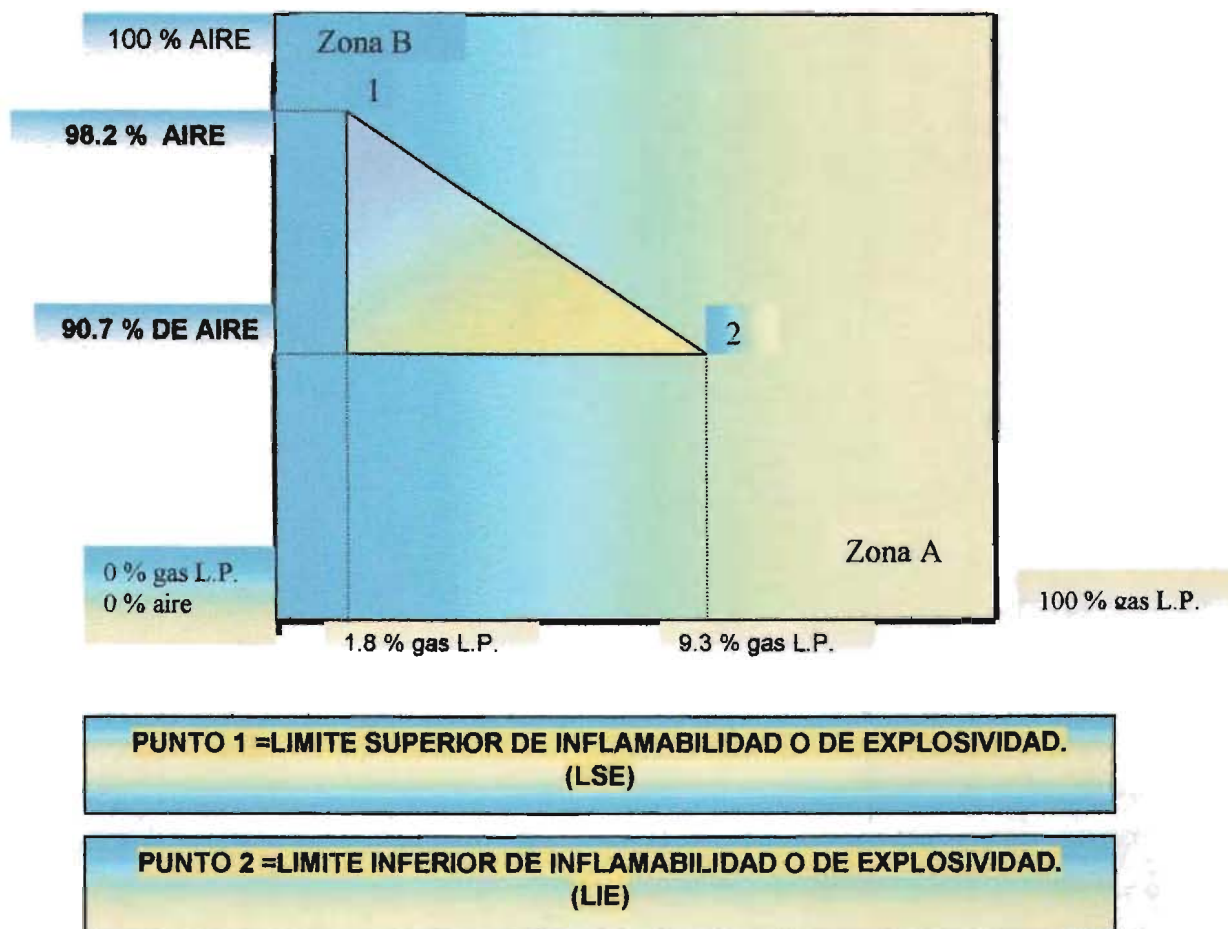 100 % AIRE
Zona B
1
98.2 % AIRE
90.7 % DE AIRE
2
Zona A
0 % gas L.P.
0 % aire
100 % gas L.P.
1.8 % gas L.P.
9.3 % gas L.P.
PUNTO 1 =LIMITE SUPERIOR DE INFLAMABILIDAD O DE EXPLOSIVIDAD.
(LSE)
PUNTO 2 =LIMITE INFERIOR DE INFLAMABILIDAD O DE EXPLOSIVIDAD.
(LIE)